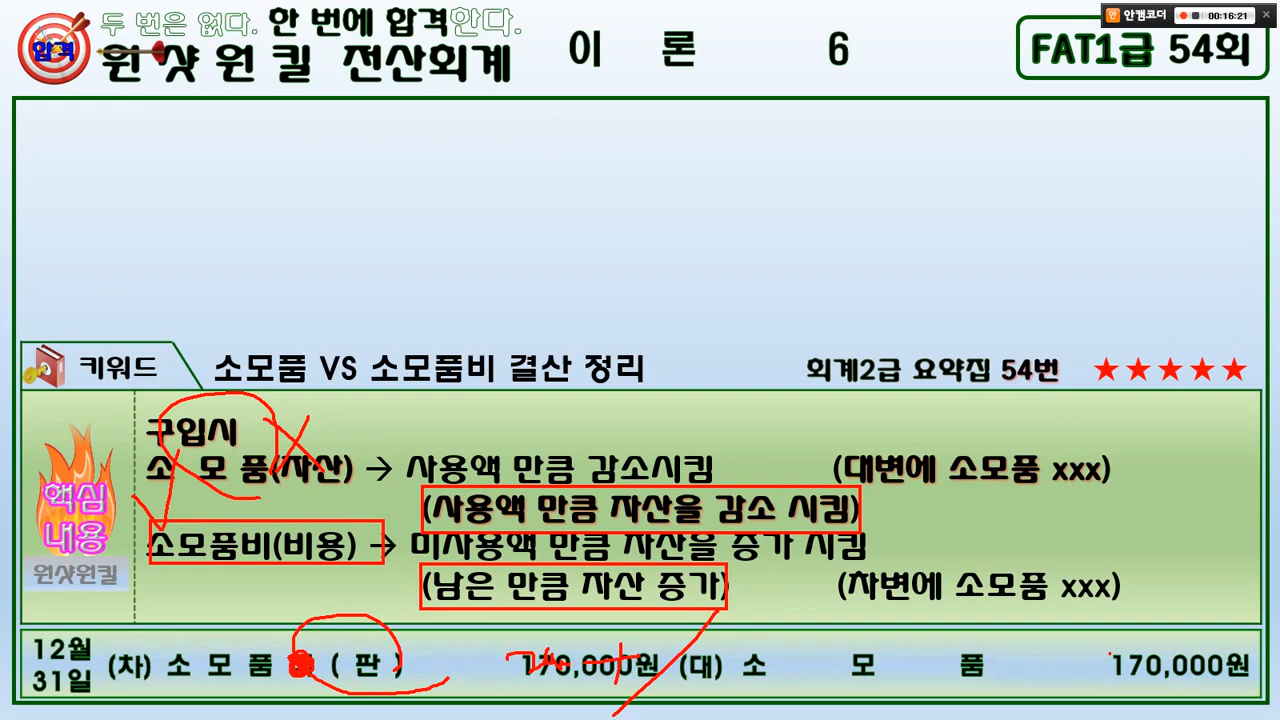 두 번은 없다. 한 번에 합격한다.
합격
원 샷 원 킬 전산회계
이 론 6
FAT1급 54회
안캠코더
00:16:21
키워드
소모품 VS 소모품비 결산 정리
회계2급 요약집 54번 ★★★★★
핵심
내용
원샷원킬
구입시
소 모 품(자산) → 사용액 만큼 감소시킴 (대변에 소모품 xxx)
(사용액 만큼 자산을 감소 시킴)
소모품비(비용) → 미사용액 만큼 자산을 증가 시킴
(남은 만큼 자산 증가) (차변에 소모품 xxx)
12월
31일
(차) 소 모 품 ( 판 ) 170,000원 (대) 소 모 품 170,000원